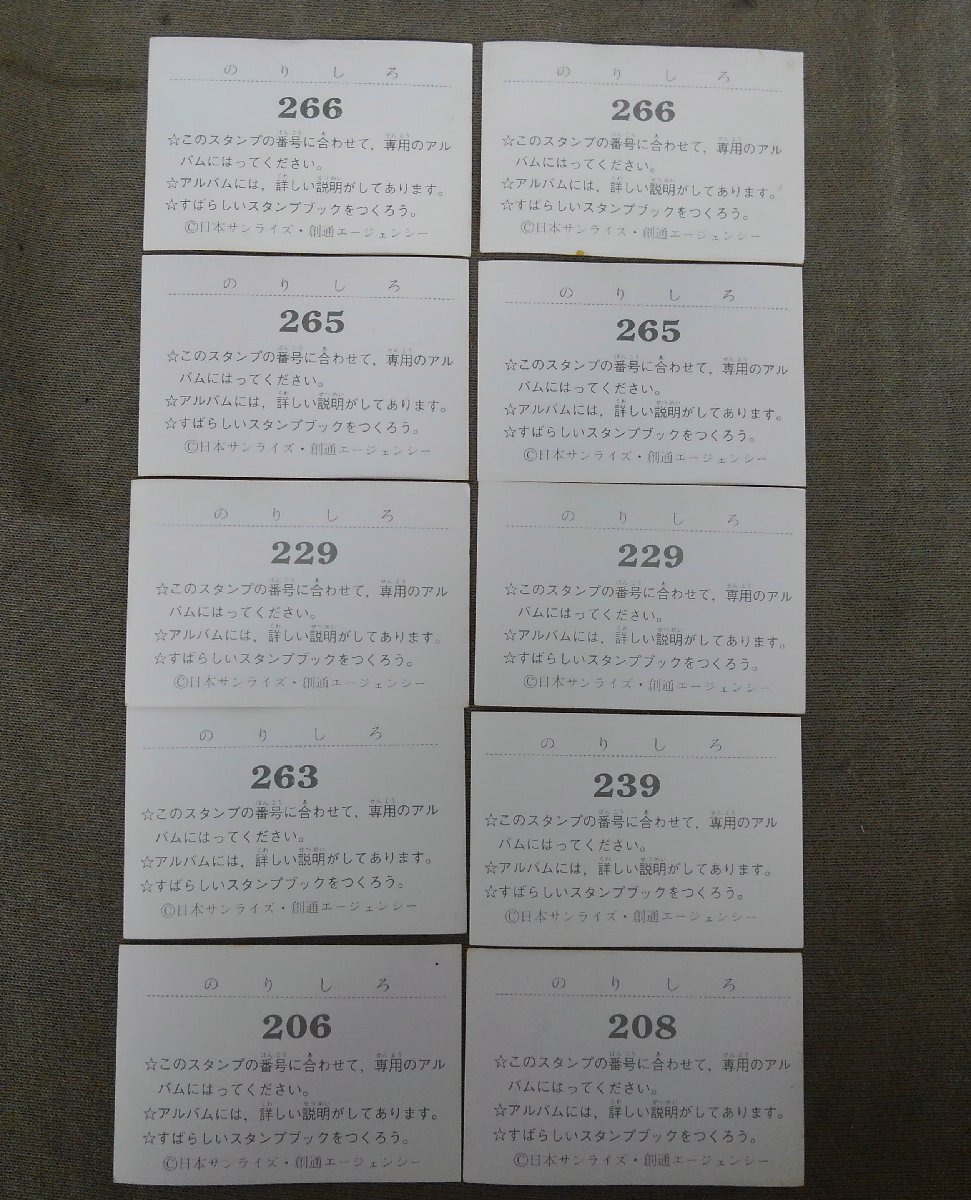 のりしろ
266
☆このスタンプの番号に合わせて，専用のアル
バムにはってください。
☆アルバムには，詳しい説明がしてあります。
☆すばらしいスタンプブックをつくろう。
Ⓒ日本サンライズ・創通エージェンシー
のりしろ
266
☆このスタンプの番号に合わせて，専用のアル
バムにはってください。
☆アルバムには，詳しい説明がしてあります。
☆すばらしいスタンプブックをつくろう。
Ⓒ日本サンライズ・創通エージェンシー
のりしろ
265
☆このスタンプの番号に合わせて，専用のアル
バムにはってください。
☆アルバムには，詳しい説明がしてあります。
☆すばらしいスタンプブックをつくろう。
Ⓒ日本サンライズ・創通エージェンシー
のりしろ
265
☆このスタンプの番号に合わせて，専用のアル
バムにはってください。
☆アルバムには，詳しい説明がしてあります。
☆すばらしいスタンプブックをつくろう。
Ⓒ日本サンライズ・創通エージェンシー
のりしろ
229
☆このスタンプの番号に合わせて，専用のアル
バムにはってください。
☆アルバムには，詳しい説明がしてあります。
☆すばらしいスタンプブックをつくろう。
Ⓒ日本サンライズ・創通エージェンシー
のりしろ
229
☆このスタンプの番号に合わせて，専用のアル
バムにはってください。
☆アルバムには，詳しい説明がしてあります。
☆すばらしいスタンプブックをつくろう。
Ⓒ日本サンライズ・創通エージェンシー
のりしろ
263
☆このスタンプの番号に合わせて，専用のアル
バムにはってください。
☆アルバムには，詳しい説明がしてあります。
☆すばらしいスタンプブックをつくろう。
Ⓒ日本サンライズ・創通エージェンシー
のりしろ
239
☆このスタンプの番号に合わせて，専用のアル
バムにはってください。
☆アルバムには，詳しい説明がしてあります。
☆すばらしいスタンプブックをつくろう。
Ⓒ日本サンライズ・創通エージェンシー
のりしろ
206
☆このスタンプの番号に合わせて，専用のアル
バムにはってください。
☆アルバムには，詳しい説明がしてあります。
☆すばらしいスタンプブックをつくろう。
Ⓒ日本サンライズ・創通エージェンシー
のりしろ
208
☆このスタンプの番号に合わせて，専用のアル
バムにはってください。
☆アルバムには，詳しい説明がしてあります。
☆すばらしいスタンプブックをつくろう。
Ⓒ日本サンライズ・創通エージェンシー